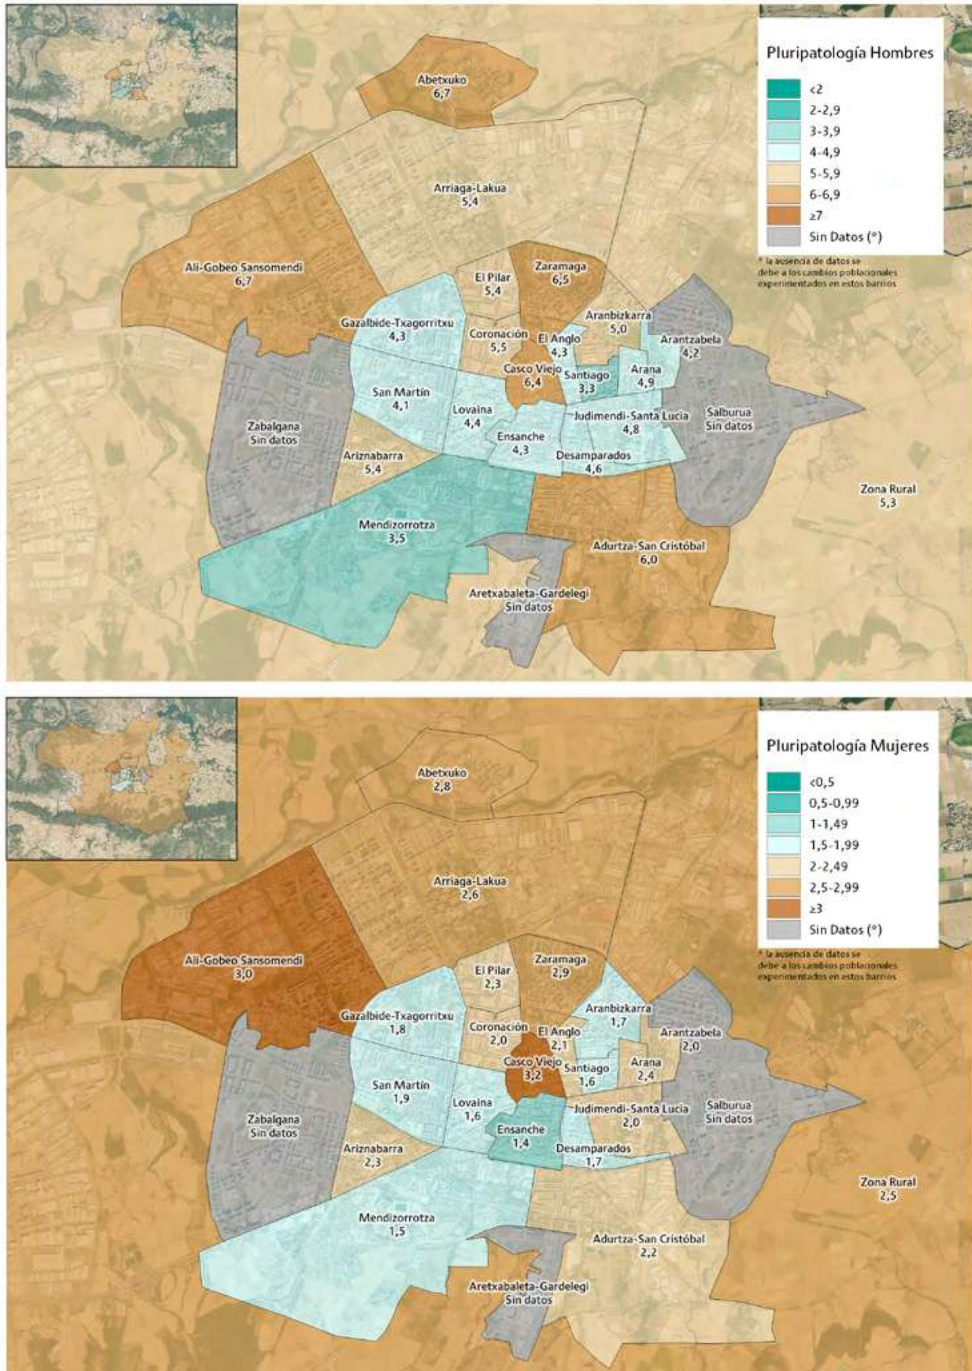 Pluripatología Hombres
<2
2-2,9
3-3,9
4-4,9
5-5,9
6-6,9
≥7
Sin Datos (*)
* la ausencia de datos se
debe a los cambios poblacionales
experimentados en estos barrios
Abetxuko
6,7
Arriaga-Lakua
5,4
Ali-Gobeo Sansomendi
6,7
El Pilar
5,4
Zaramaga
6,5
Gazalbide-Txagorritxu
4,3
Coronación
5,5
El Anglo
4,3
Aranbizkarra
5,0
Arantzabela
4,2
Casco Viejo
6,4
Santiago
3,3
Arana
4,9
San Martín
4,1
Lovaina
4,4
Judimendi-Santa Lucia
4,8
Salburua
Sin datos
Zabalgana
Sin datos
Ensanche
4,3
Desamparados
4,6
Ariznabarra
5,4
Zona Rural
5,3
Mendizorrotza
3,5
Adurtza-San Cristóbal
6,0
Aretxabaleta-Gardelegi
Sin datos
Pluripatología Mujeres
<0,5
0,5-0,99
1-1,49
1,5-1,99
2-2,49
2,5-2,99
≥3
Sin Datos (*)
* la ausencia de datos se
debe a los cambios poblacionales
experimentados en estos barrios
Abetxuko
2,8
Arriaga-Lakua
2,6
Ali-Gobeo Sansomendi
3,0
El Pilar
2,3
Zaramaga
2,9
Gazalbide-Txagorritxu
1,8
Coronación
2,0
El Anglo
2,1
Aranbizkarra
1,7
Arantzabela
2,0
Casco Viejo
3,2
Santiago
1,6
Arana
2,4
San Martín
1,9
Lovaina
1,6
Judimendi-Santa Lucia
2,0
Salburua
Sin datos
Zabalgana
Sin datos
Ensanche
1,4
Desamparados
1,7
Ariznabarra
2,3
Zona Rural
2,5
Mendizorrotza
1,5
Adurtza-San Cristóbal
2,2
Aretxabaleta-Gardelegi
Sin datos